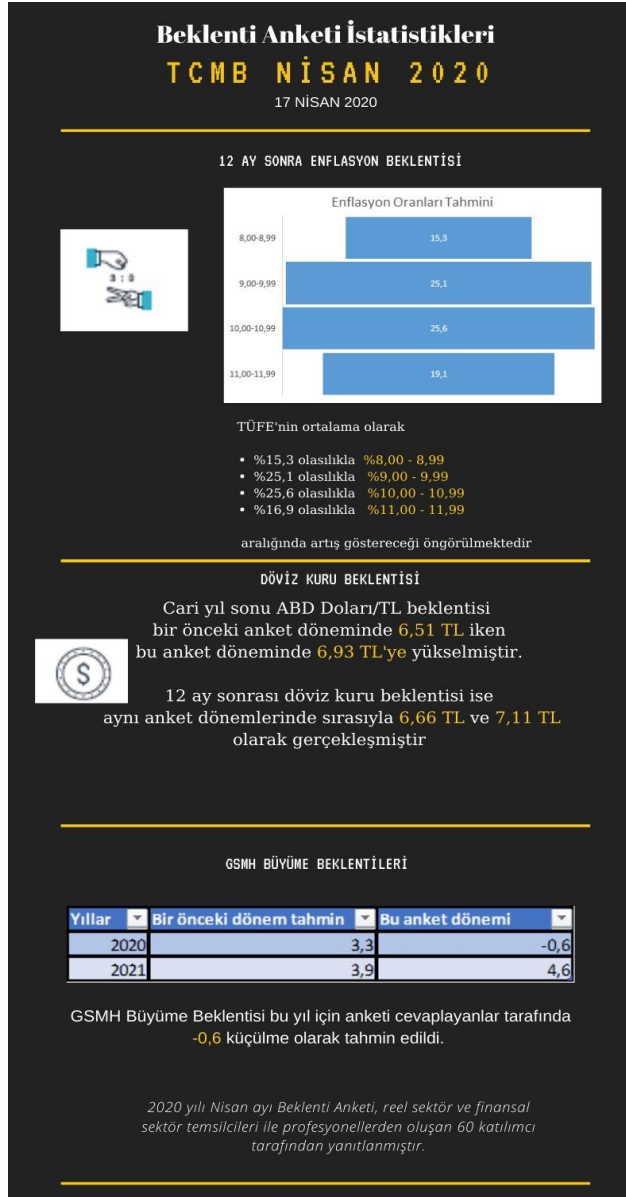 Beklenti Anketi İstatistikleri
TCMB NİSAN 2020
17 NİSAN 2020
12 AY SONRA ENFLASYON BEKLENTİSİ
Enflasyon Oranları Tahmini
8,00-8,99 15,3
9,00-9,99 25,1
10,00-10,99 25,6
11,00-11,99 19,1
TÜFE'nin ortalama olarak
• %15,3 olasılıkla %8,00 - 8,99
• %25,1 olasılıkla %9,00 - 9,99
• %25,6 olasılıkla %10,00 - 10,99
• %16,9 olasılıkla %11,00 - 11,99
aralığında artış göstereceği öngörülmektedir
DÖVİZ KURU BEKLENTİSİ
Cari yıl sonu ABD Doları/TL beklentisi
bir önceki anket döneminde 6,51 TL iken
bu anket döneminde 6,93 TL'ye yükselmiştir.
$
12 ay sonrası döviz kuru beklentisi ise
aynı anket dönemlerinde sırasıyla 6,66 TL ve 7,11 TL
olarak gerçekleşmiştir
GSMH BÜYÜME BEKLENTİLERİ
Yıllar Bir önceki dönem tahmin Bu anket dönemi
2020 3,3 -0,6
2021 3,9 4,6
GSMH Büyüme Beklentisi bu yıl için anketi cevaplayanlar tarafında
-0,6 küçülme olarak tahmin edildi.
2020 yılı Nisan ayı Beklenti Anketi, reel sektör ve finansal
sektör temsilcileri ile profesyonellerden oluşan 60 katılımcı
tarafından yanıtlanmıştır.